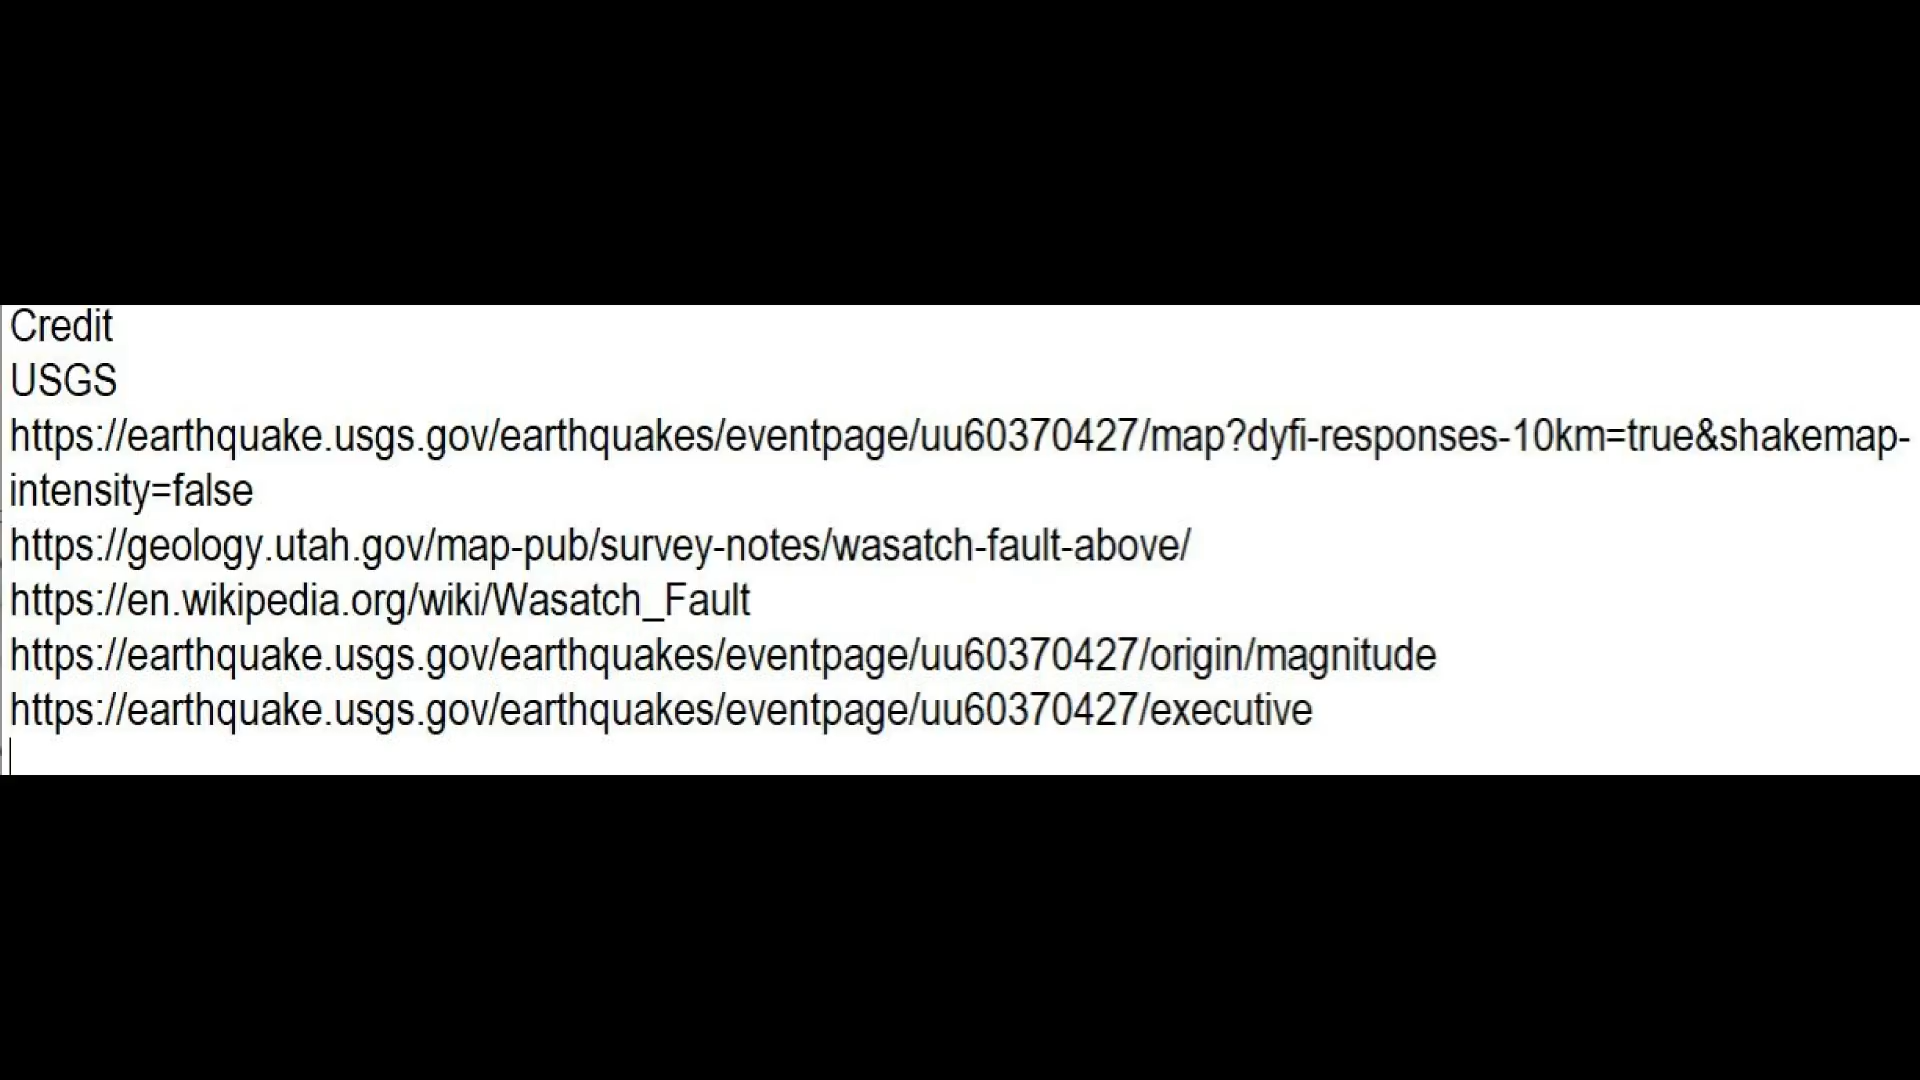 Credit
USGS
https://earthquake.usgs.gov/earthquakes/eventpage/uu60370427/map?dyfi-responses-10km=true&shakemap-
intensity=false
https://geology.utah.gov/map-pub/survey-notes/wasatch-fault-above/
https://en.wikipedia.org/wiki/Wasatch_Fault
https://earthquake.usgs.gov/earthquakes/eventpage/uu60370427/origin/magnitude
https://earthquake.usgs.gov/earthquakes/eventpage/uu60370427/executive